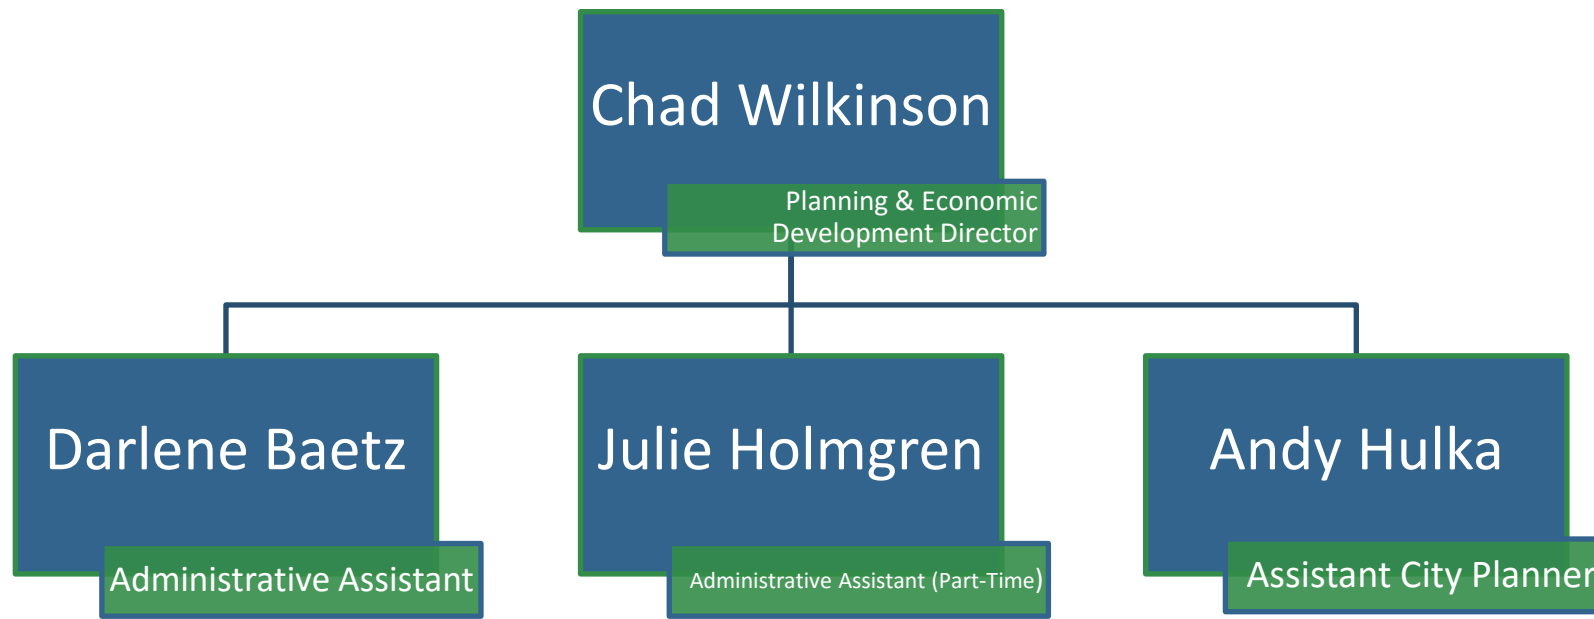 Chad Wilkinson
Planning & Economic
Development Director
Darlene Baetz
Administrative Assistant
Julie Holmgren
Administrative Assistant (Part-Time)
Andy Hulka
Assistant City Planner